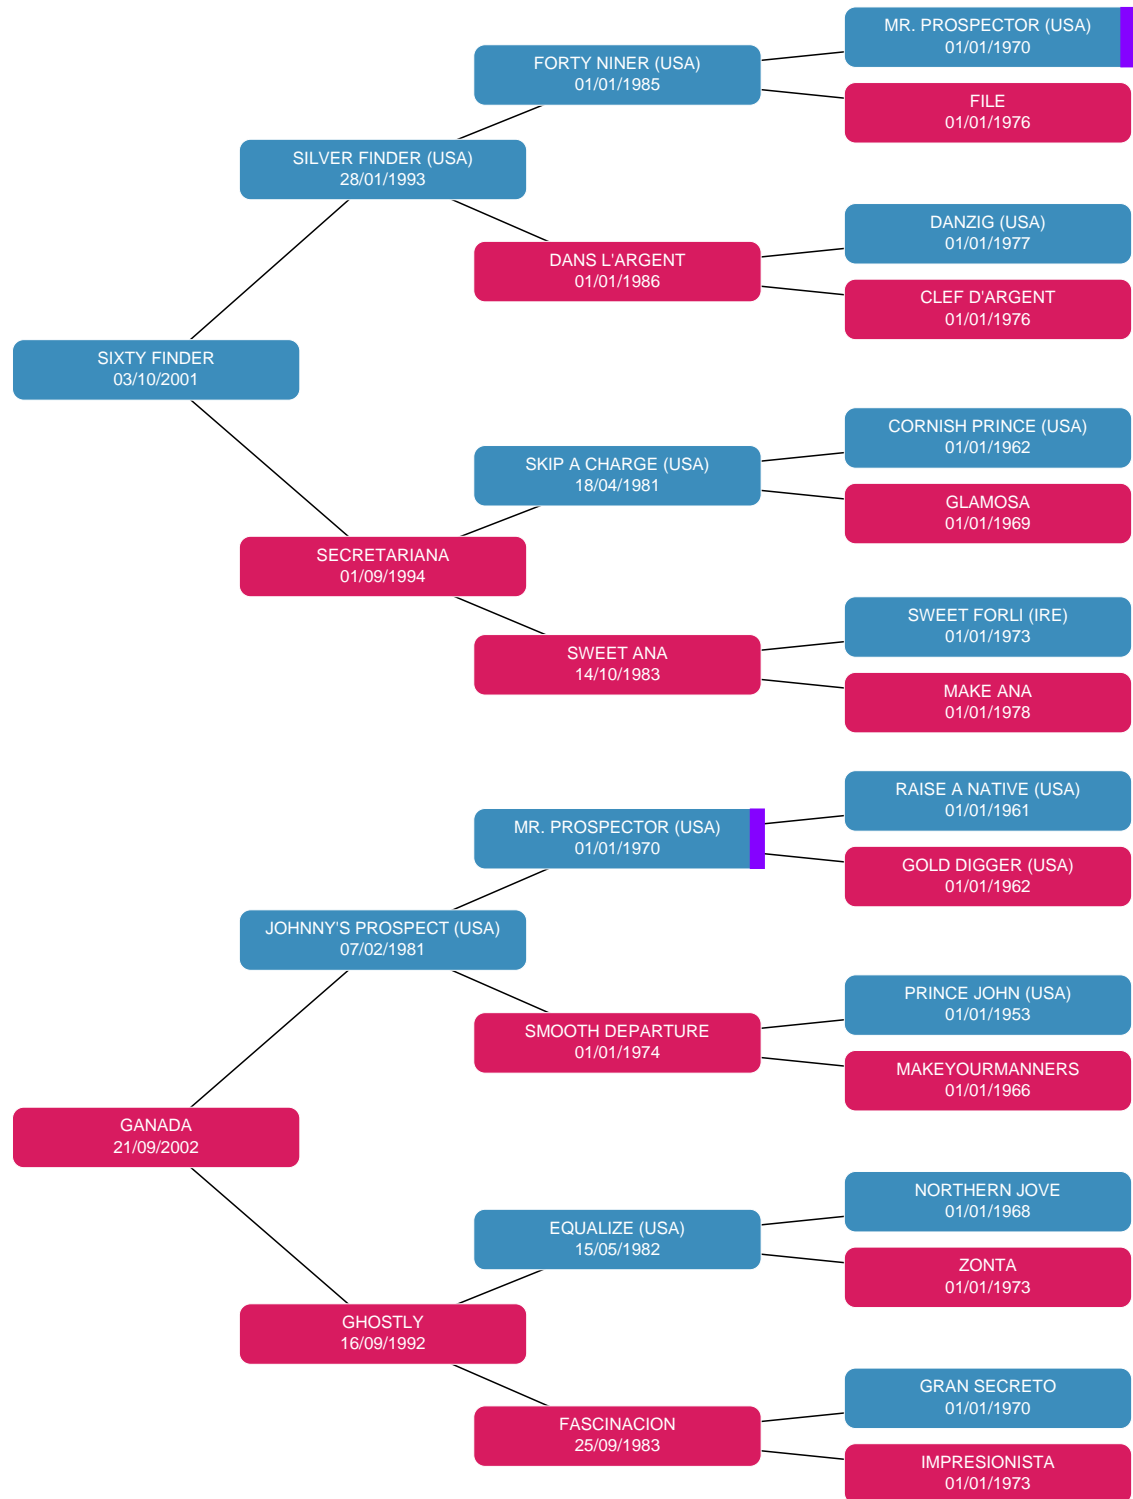 MR. PROSPECTOR (USA)
01/01/1970
FORTY NINER (USA)
01/01/1985
FILE
01/01/1976
SILVER FINDER (USA)
28/01/1993
DANZIG (USA)
01/01/1977
DANS L'ARGENT
01/01/1986
CLEF D'ARGENT
01/01/1976
SIXTY FINDER
03/10/2001
CORNISH PRINCE (USA)
01/01/1962
SKIP A CHARGE (USA)
18/04/1981
GLAMOSA
01/01/1969
SECRETARIANA
01/09/1994
SWEET FORLI (IRE)
01/01/1973
SWEET ANA
14/10/1983
MAKE ANA
01/01/1978
RAISE A NATIVE (USA)
01/01/1961
MR. PROSPECTOR (USA)
01/01/1970
GOLD DIGGER (USA)
01/01/1962
JOHNNY'S PROSPECT (USA)
07/02/1981
PRINCE JOHN (USA)
01/01/1953
SMOOTH DEPARTURE
01/01/1974
MAKEYOURMANNERS
01/01/1966
GANADA
21/09/2002
NORTHERN JOVE
01/01/1968
EQUALIZE (USA)
15/05/1982
ZONTA
01/01/1973
GHOSTLY
16/09/1992
GRAN SECRETO
01/01/1970
FASCINACION
25/09/1983
IMPRESIONISTA
01/01/1973